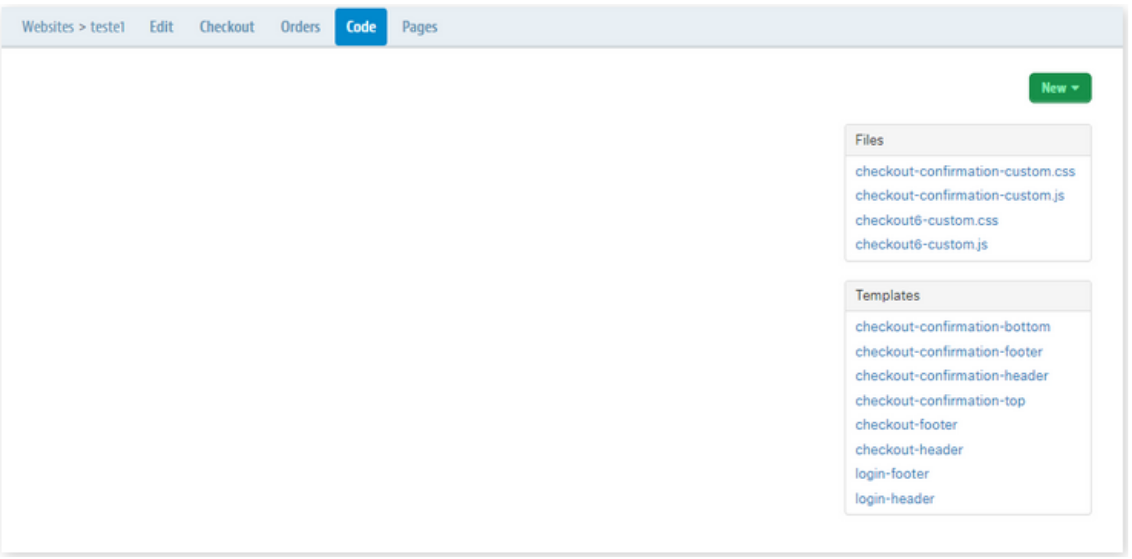 Websites > teste1 Edit Checkout Orders Code Pages
New
Files
checkout-confirmation-custom.css
checkout-confirmation-custom.js
checkout6-custom.css
checkout6-custom.js
Templates
checkout-confirmation-bottom
checkout-confirmation-footer
checkout-confirmation-header
checkout-confirmation-top
checkout-footer
checkout-header
login-footer
login-header